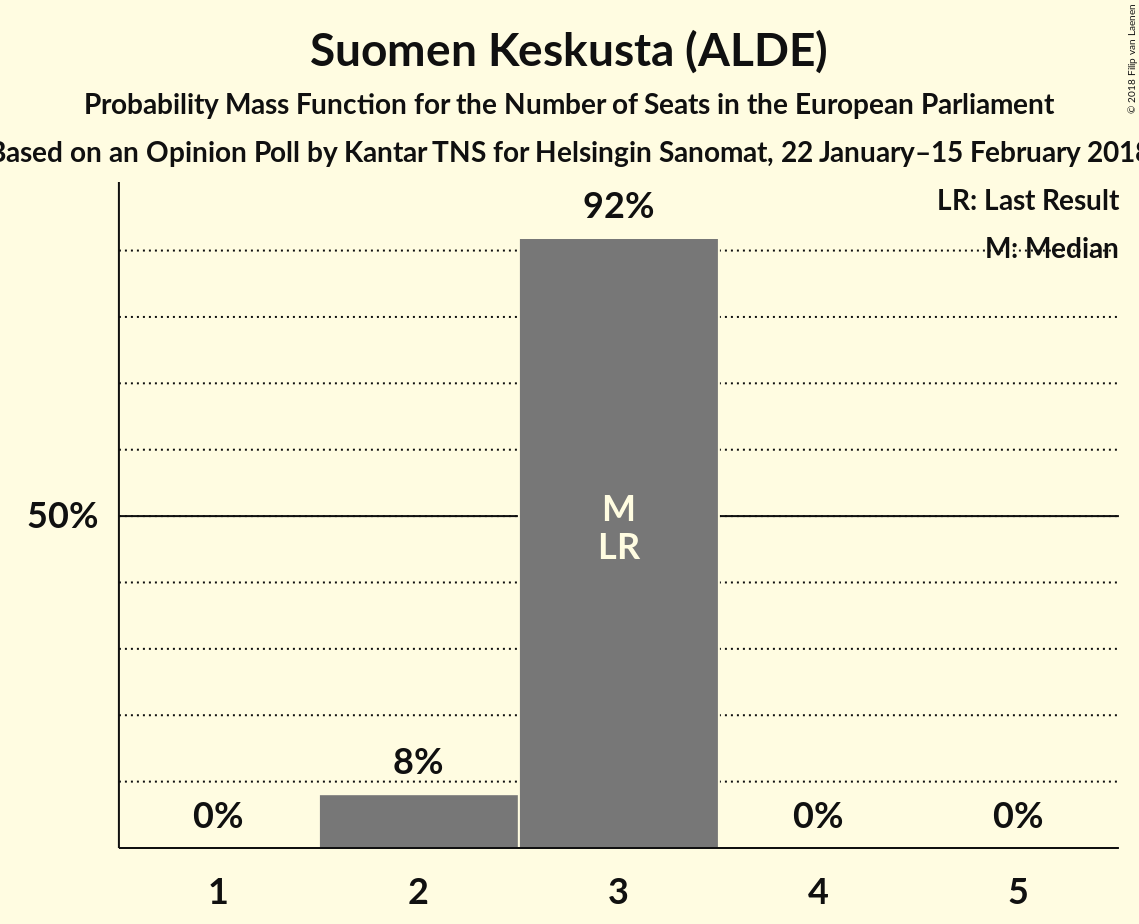 Suomen Keskusta (ALDE)
Probability Mass Function for the Number of Seats in the European Parliament
Based on an Opinion Poll by Kantar TNS for Helsingin Sanomat, 22 January–15 February 2018
© 2018 Filip van Laenen
LR: Last Result
M: Median
92%
50%
M
LR
8%
0%
0%
0%
1
2
3
4
5